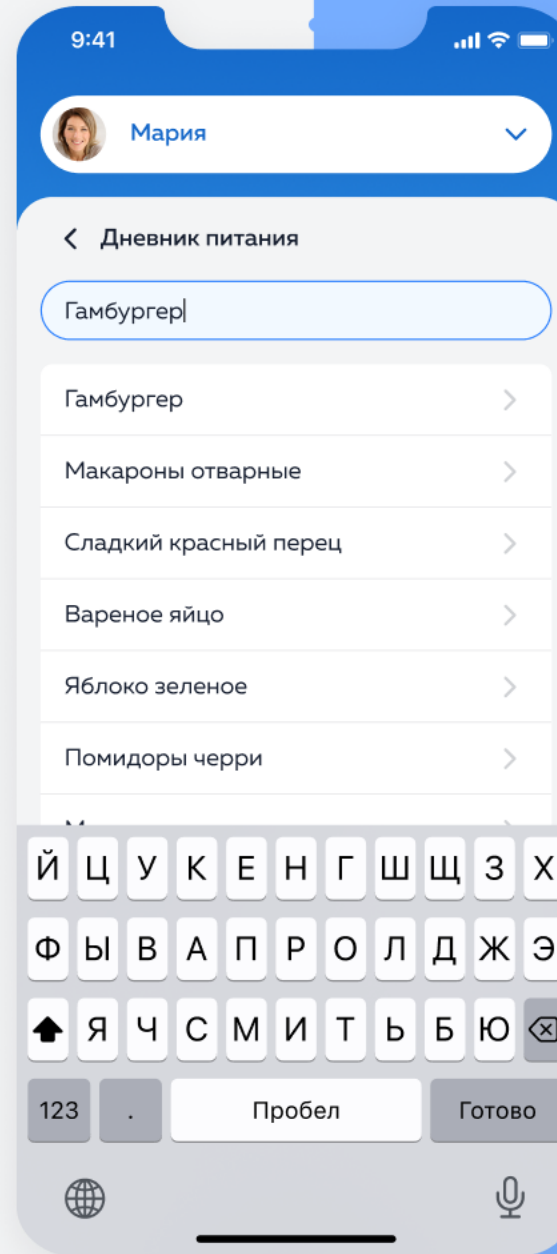 9:41
Мария
Дневник питания
Гамбургер
Гамбургер
Макароны отварные
Сладкий красный перец
Вареное яйцо
Яблоко зеленое
Помидоры черри
Й Ц У К Е Н Г Ш Щ З Х
Ф Ы В А П Р О Л Д Ж Э
Я Ч С М И Т Ь Б Ю
123 . Пробел Готово